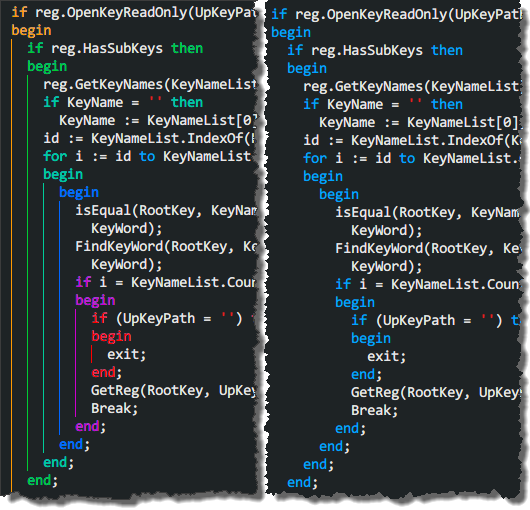 if reg.OpenKeyReadOnly(UpKeyPa
begin
if reg.HasSubKeys then
begin
reg.GetKeyNames(KeyNameList
if KeyName = '' then
KeyName := KeyNameList[0]
id := KeyNameList.IndexOf(
for i := id to KeyNameList.
begin
begin
isEqual(RootKey, KeyName
KeyWord);
FindKeyWord(RootKey, Ke
KeyWord);
if i = KeyNameList.Coun
begin
if (UpKeyPath = '')
begin
exit;
end;
GetReg(RootKey, UpKey
Break;
end;
end;
end;
end;
if reg.OpenKeyReadOnly(UpKeyPat
begin
if reg.HasSubKeys then
begin
reg.GetKeyNames(KeyNameList
if KeyName = '' then
KeyName := KeyNameList[0]
id := KeyNameList.IndexOf(K
for i := id to KeyNameList.
begin
begin
isEqual(RootKey, KeyName
KeyWord);
FindKeyWord(RootKey, Ke
KeyWord);
if i = KeyNameList.Coun
begin
if (UpKeyPath = '') t
begin
exit;
end;
GetReg(RootKey, UpKey
Break;
end;
end;
end;
end;